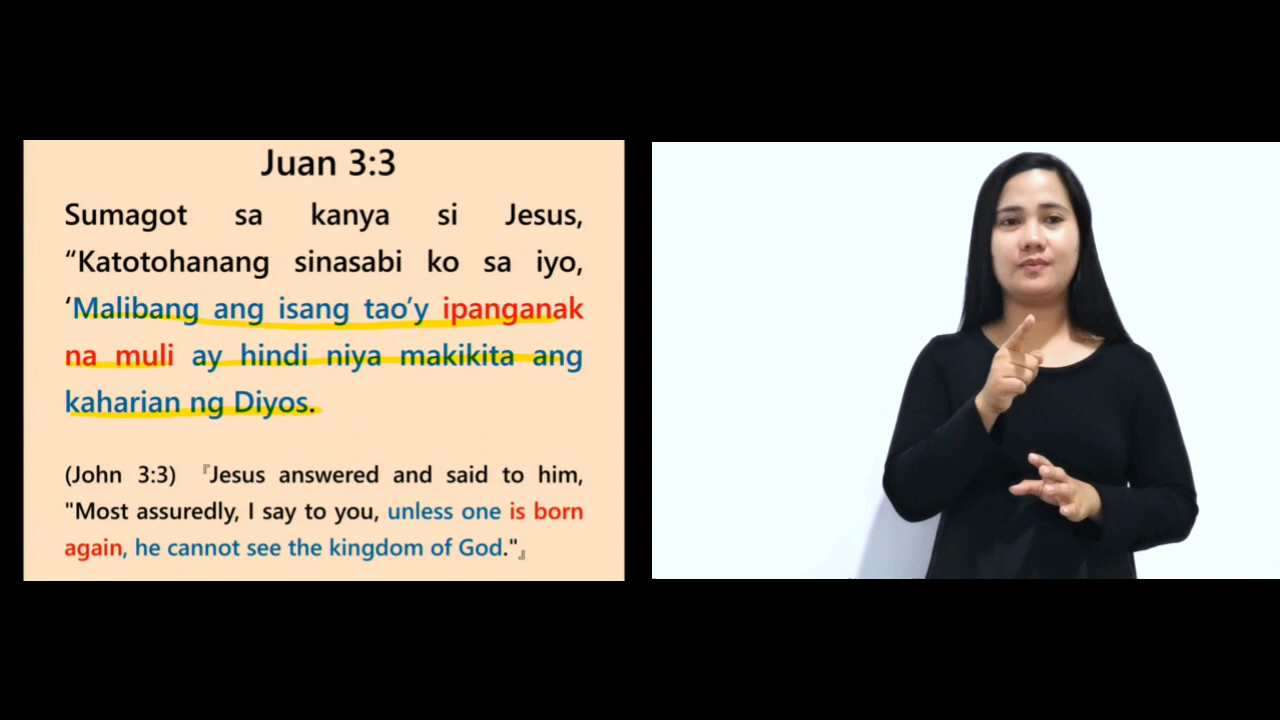 Juan 3:3
Sumagot sa kanya si Jesus,
“Katotohanang sinasabi ko sa iyo,
‘Malibang ang isang tao’y ipanganak
na muli ay hindi niya makikita ang
kaharian ng Diyos.
(John 3:3) 『Jesus answered and said to him,
"Most assuredly, I say to you, unless one is born
again, he cannot see the kingdom of God."』